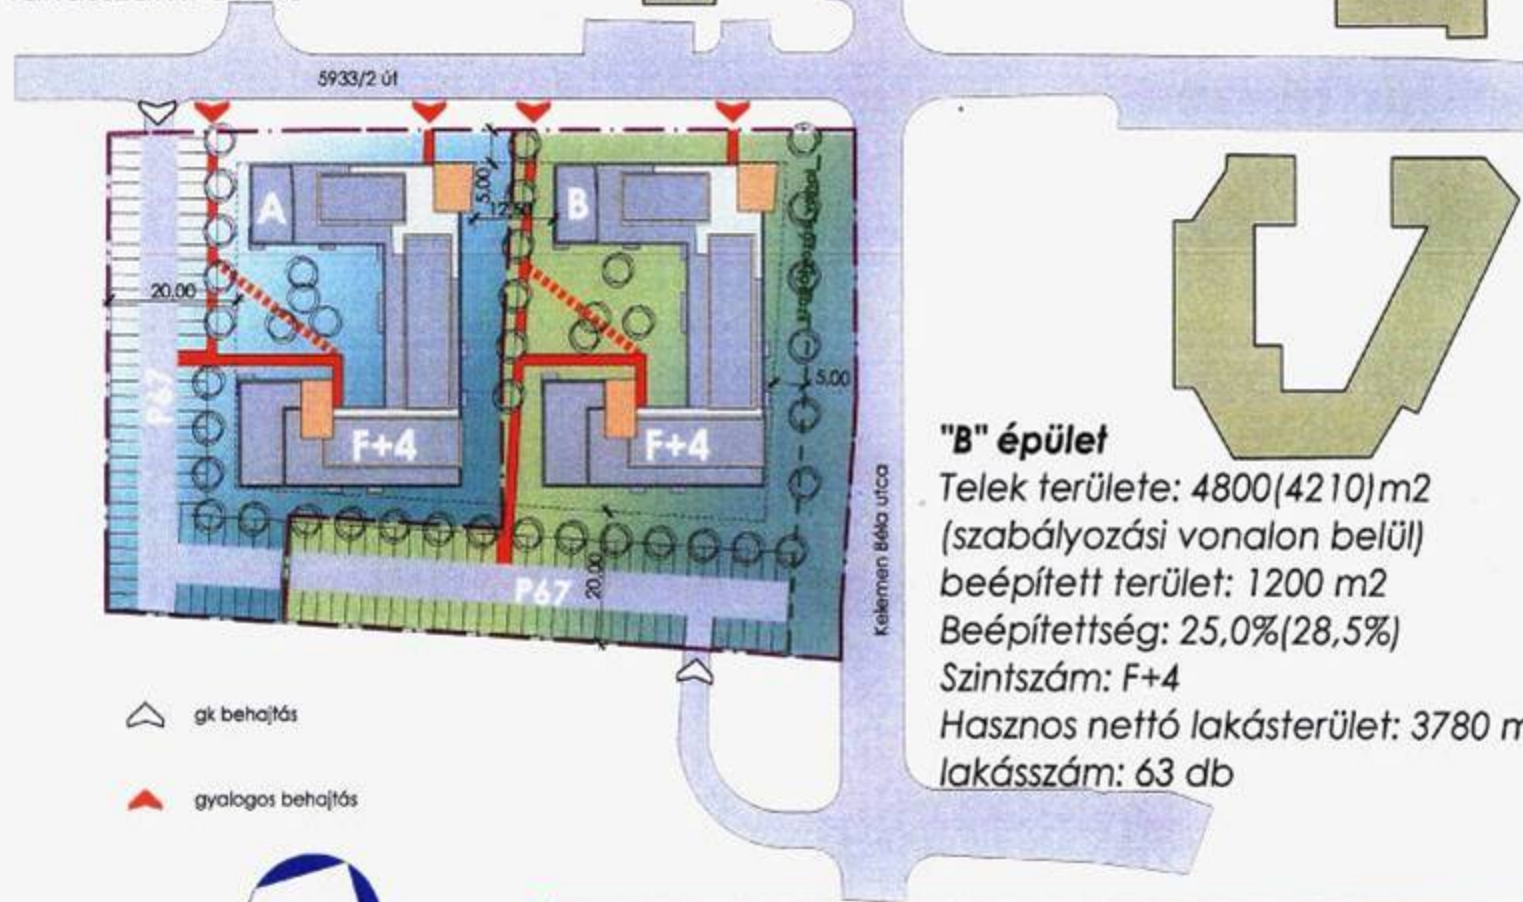 5933/2 út
A
5.00
12.50
B
20.00
P67
F+4
F+4
5.00
P67
20.00
Kelemen Béla utca
"B" épület
Telek területe: 4800(4210)m2
(szabályozási vonalon belül)
beépített terület: 1200 m2
Beépítettség: 25,0%(28,5%)
Szintszám: F+4
Hasznos nettó lakásterület: 3780 m
lakásszám: 63 db
gk behajtás
gyalogos behajtás